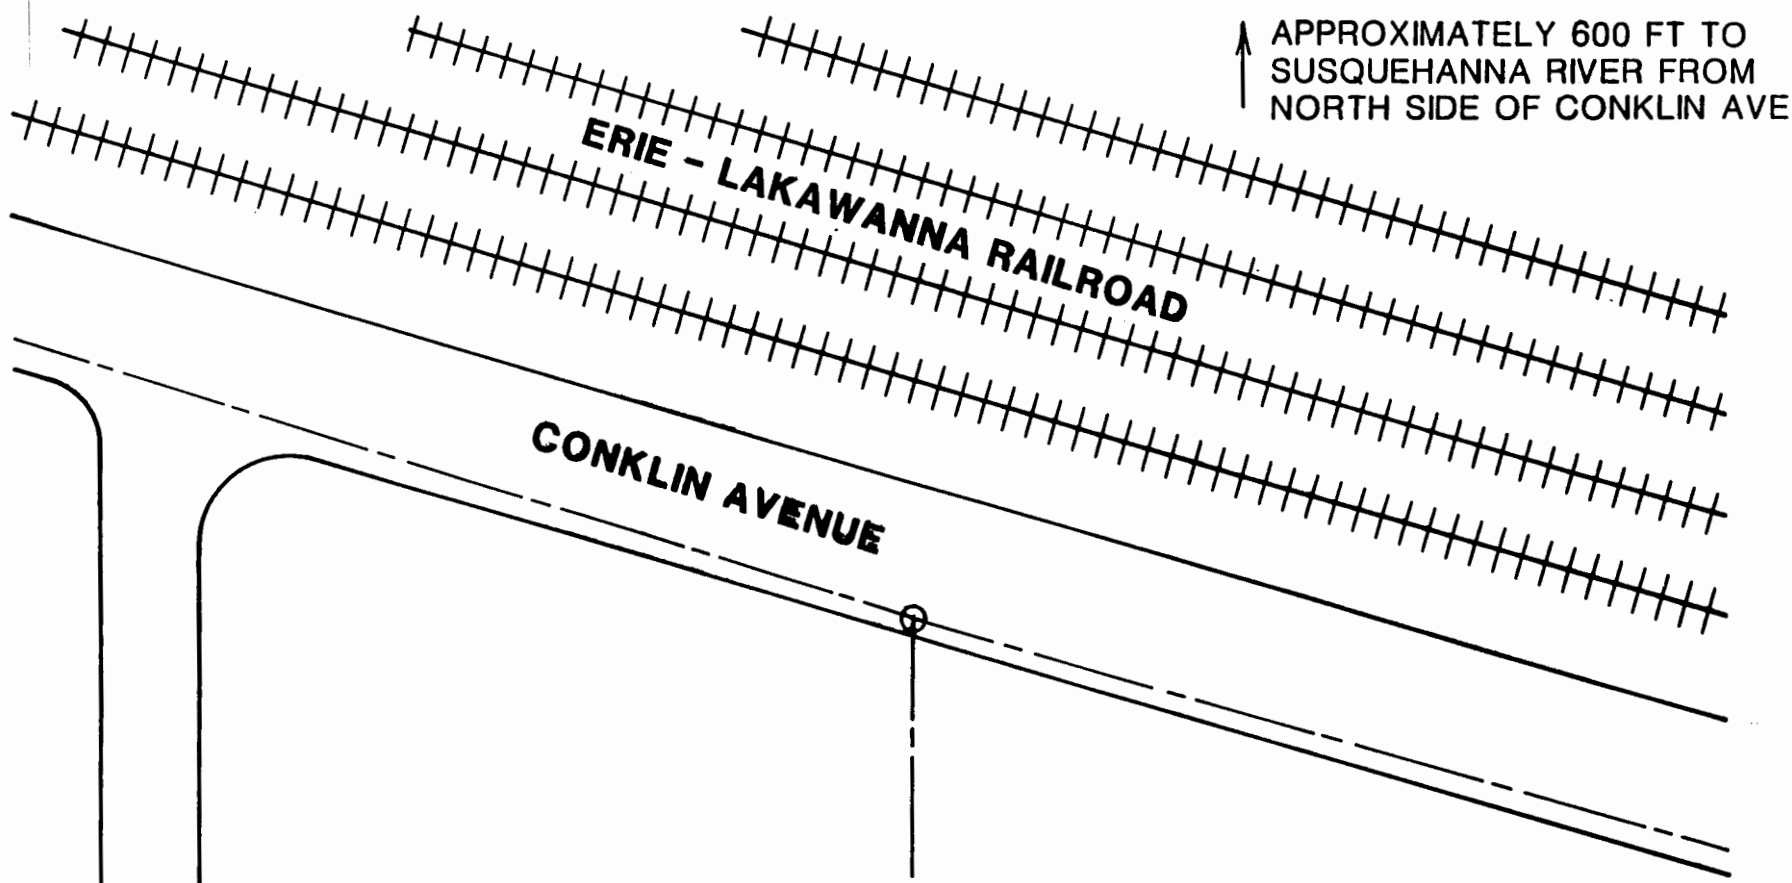 APPROXIMATELY 600 FT TO
SUSQUEHANNA RIVER FROM
NORTH SIDE OF CONKLIN AVE
ERIE - LAKAWANNA RAILROAD
CONKLIN AVENUE